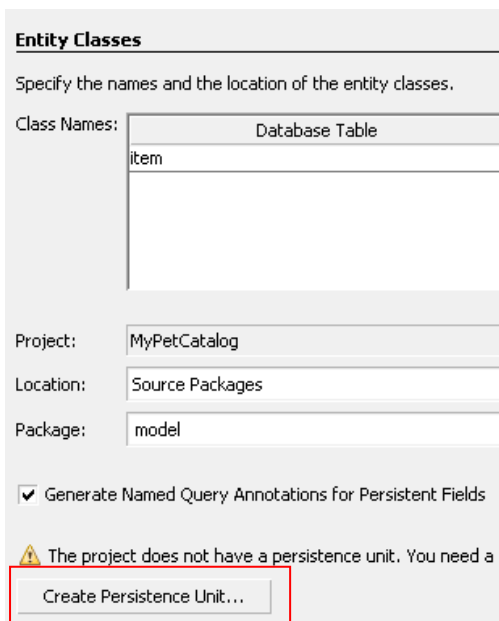 Entity Classes
Specify the names and the location of the entity classes.
Class Names:
Database Table
item
Project: MyPetCatalog
Location: Source Packages
Package: model
Generate Named Query Annotations for Persistent Fields
The project does not have a persistence unit. You need a
Create Persistence Unit...